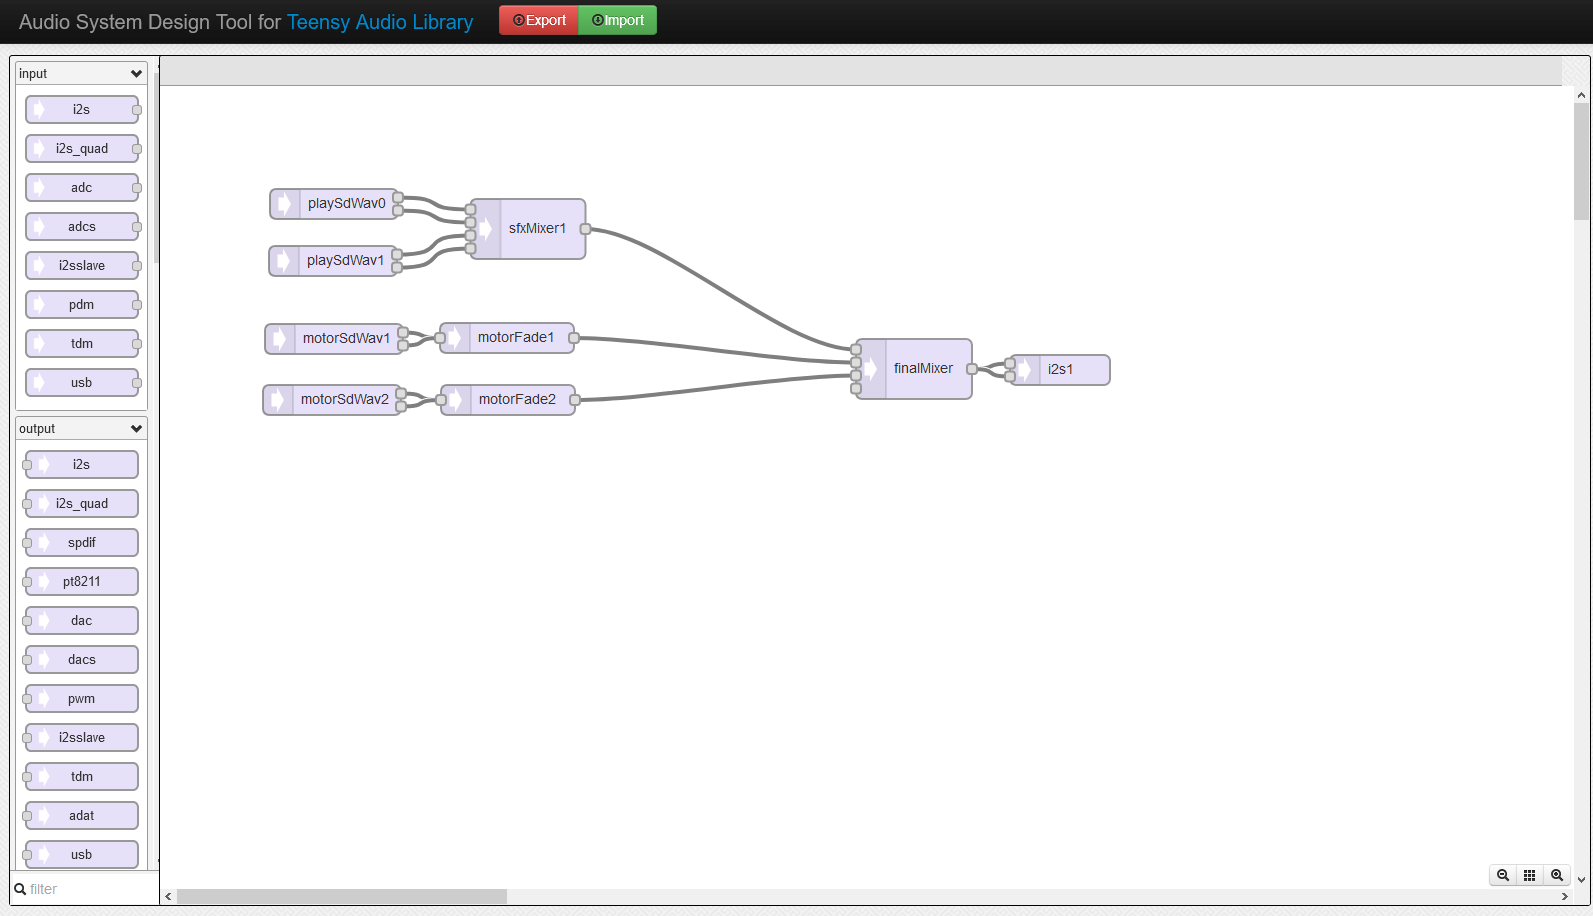 Audio System Design Tool for Teensy Audio Library
Export
Import
input
i2s
i2s_quad
adc
adcs
i2sslave
pdm
tdm
usb
output
i2s
i2s_quad
spdif
pt8211
dac
dacs
pwm
i2sslave
tdm
adat
usb
filter
playSdWav0
playSdWav1
sfxMixer1
motorSdWav1
motorFade1
motorSdWav2
motorFade2
finalMixer
i2s1